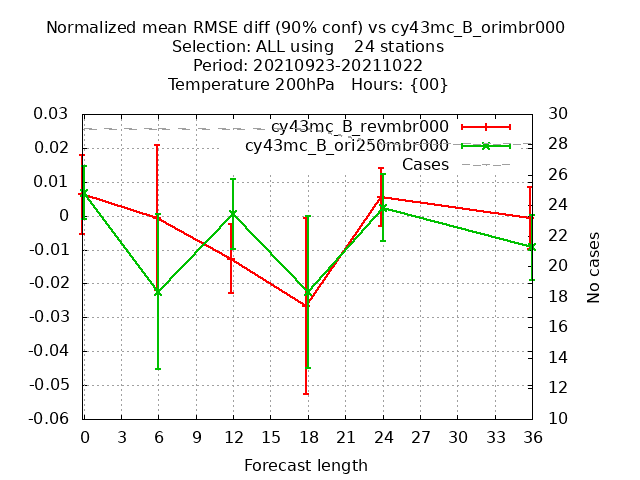 Normalized mean RMSE diff (90% conf) vs cy43mc_B_orimbr000
Selection: ALL using    24 stations
Period: 20210923-20211022
Temperature 200hPa   Hours: {00}
cy43mc_B_revmbr000
cy43mc_B_ori250mbr000
Cases
0.03
0.02
0.01
0
-0.01
-0.02
-0.03
-0.04
-0.05
-0.06
30
28
26
24
22
20
18
16
14
12
10
No cases
0 3 6 9 12 15 18 21 24 27 30 33 36
Forecast length